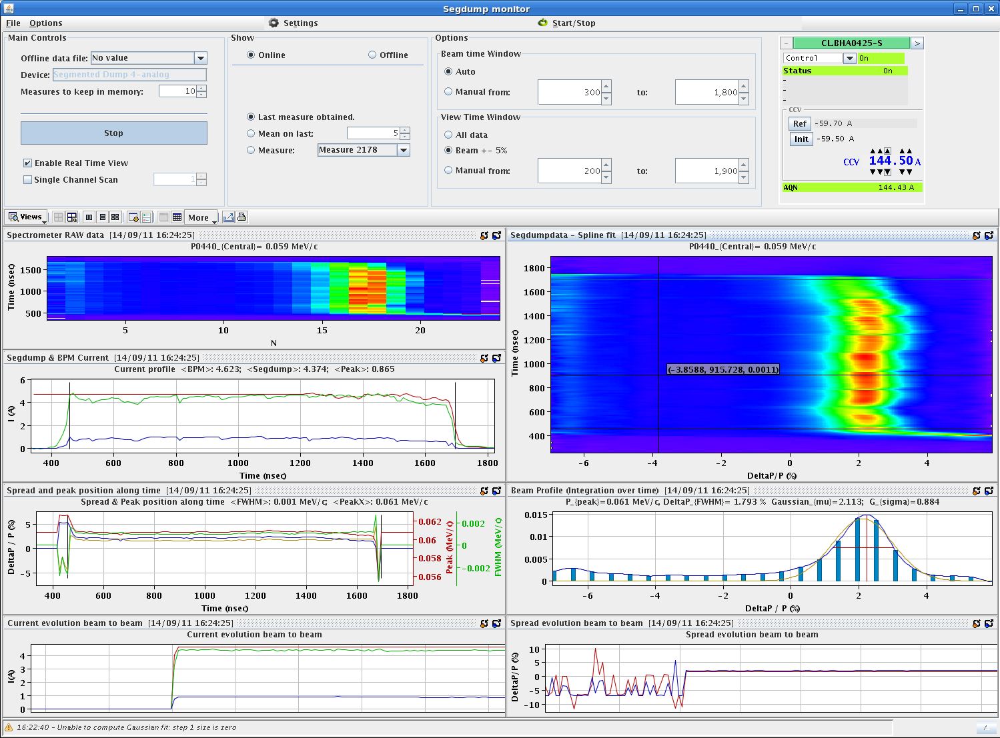 Segdump monitor
File Options Settings Start/Stop
Main Controls
Offline data file: No value
Device: Segmented Dump 4-analog
Measures to keep in memory: 10
Stop
Enable Real Time View
Single Channel Scan 1
Show
Online Offline
Last measure obtained.
Mean on last: 5
Measure: Measure 2178
Options
Beam time Window
Auto
Manual from: 300 to: 1,800
View Time Window
All data
Beam +- 5%
Manual from: 200 to: 1,900
- CL.BHA0425-S >
Control On
Status On
-
-
-
CCV
Ref -59.70 A
Init -59.50 A
CCV 144.50 A
AQN 144.43 A
Views More
Spectrometer RAW data [14/09/11 16:24:25]
P0440_{Central}= 0.059 MeV/c
Time (nsec)
1500
1000
500
5 10 15 20
N
Segdump & BPM Current [14/09/11 16:24:25]
Current profile <BPM>: 4.623; <Segdump>: 4.374; <Peak>: 0.865
I (A)
6
4
2
0
400 600 800 1000 1200 1400 1600 1800
Time (nsec)
Spread and peak position along time [14/09/11 16:24:25]
Spread & Peak position along time <FWHM>: 0.001 MeV/c; <PeakX>: 0.061 MeV/c
DeltaP / P (%)
5
0
-5
0.062
0.06
0.058
0.056
Peak (MeV/c)
0.002
0
-0.002
FWHM (MeV/c)
400 600 800 1000 1200 1400 1600 1800
Time (nsec)
Current evolution beam to beam [14/09/11 16:24:25]
Current evolution beam to beam
I(A)
4
3
2
1
0
Segdumpdata - Spline fit [14/09/11 16:24:25]
P0440_{Central}= 0.059 MeV/c
Time (nsec)
1800
1600
1400
1200
1000
800
600
400
(-3.8588, 915.728, 0.0011)
-6 -4 -2 0 2 4
DeltaP/P (%)
Beam Profile (Integration over time) [14/09/11 16:24:25]
P_{peak}=0.061 MeV/c, DeltaP_{FWHM}= 1.793 % Gaussian_{mu}=2.113; G_{sigma}=0.884
0.015
0.01
0.005
0
-6 -4 -2 0 2 4
DeltaP / P (%)
Spread evolution beam to beam [14/09/11 16:24:25]
Spread evolution beam to beam
DeltaP/P (%)
10
5
0
-5
-10
16:22:40 - Unable to compute Gaussian fit: step 1 size is zero